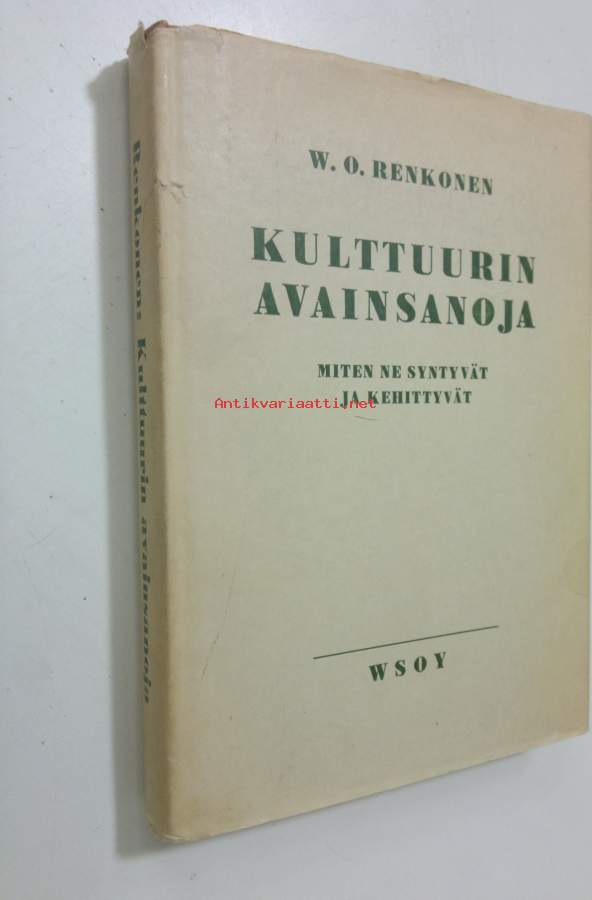 W. O. RENKONEN
KULTTUURIN
AVAINSANOJA
MITEN NE SYNTYVÄT
JA KEHITTYVÄT
Antikvariaatti.net
WSOY
Renkonen: Kulttuurin avainsanoja